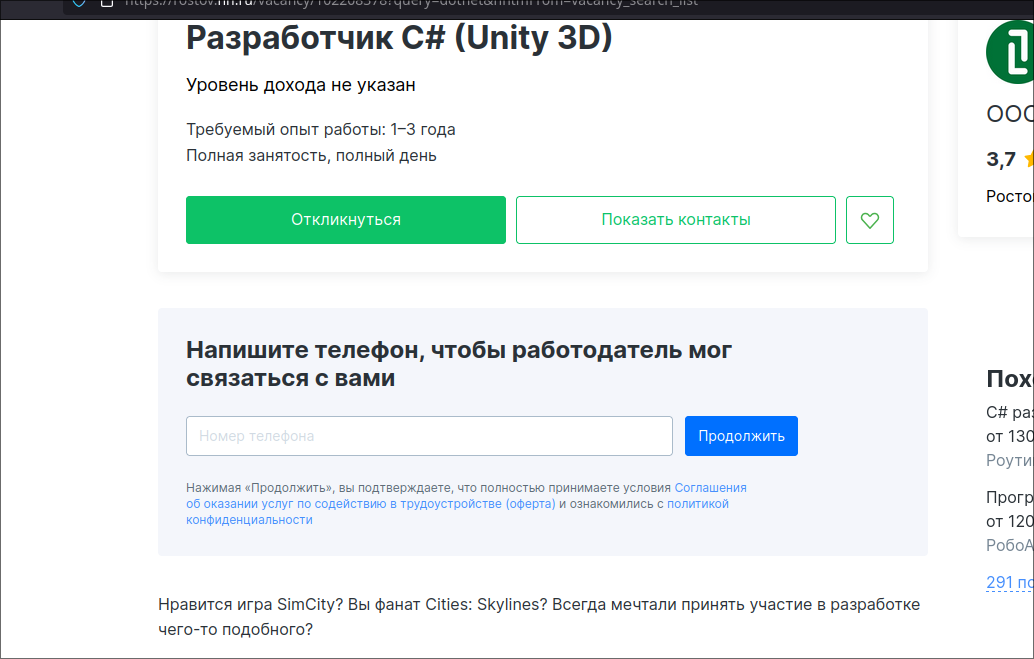 https://rostov.hh.ru/vacancy/102268378?query=dotnet&hhtmFrom=vacancy_search_list
Разработчик C# (Unity 3D)
Уровень дохода не указан
Требуемый опыт работы: 1–3 года
Полная занятость, полный день
Откликнуться
Показать контакты
Напишите телефон, чтобы работодатель мог
связаться с вами
Номер телефона
Продолжить
Нажимая «Продолжить», вы подтверждаете, что полностью принимаете условия Соглашения
об оказании услуг по содействию в трудоустройстве (оферта) и ознакомились с политикой
конфиденциальности
Нравится игра SimCity? Вы фанат Cities: Skylines? Всегда мечтали принять участие в разработке
чего-то подобного?
ООО
3,7
Росто
Пох
C# раз
от 130
Роути
Прогр
от 120
РобоА
291 по